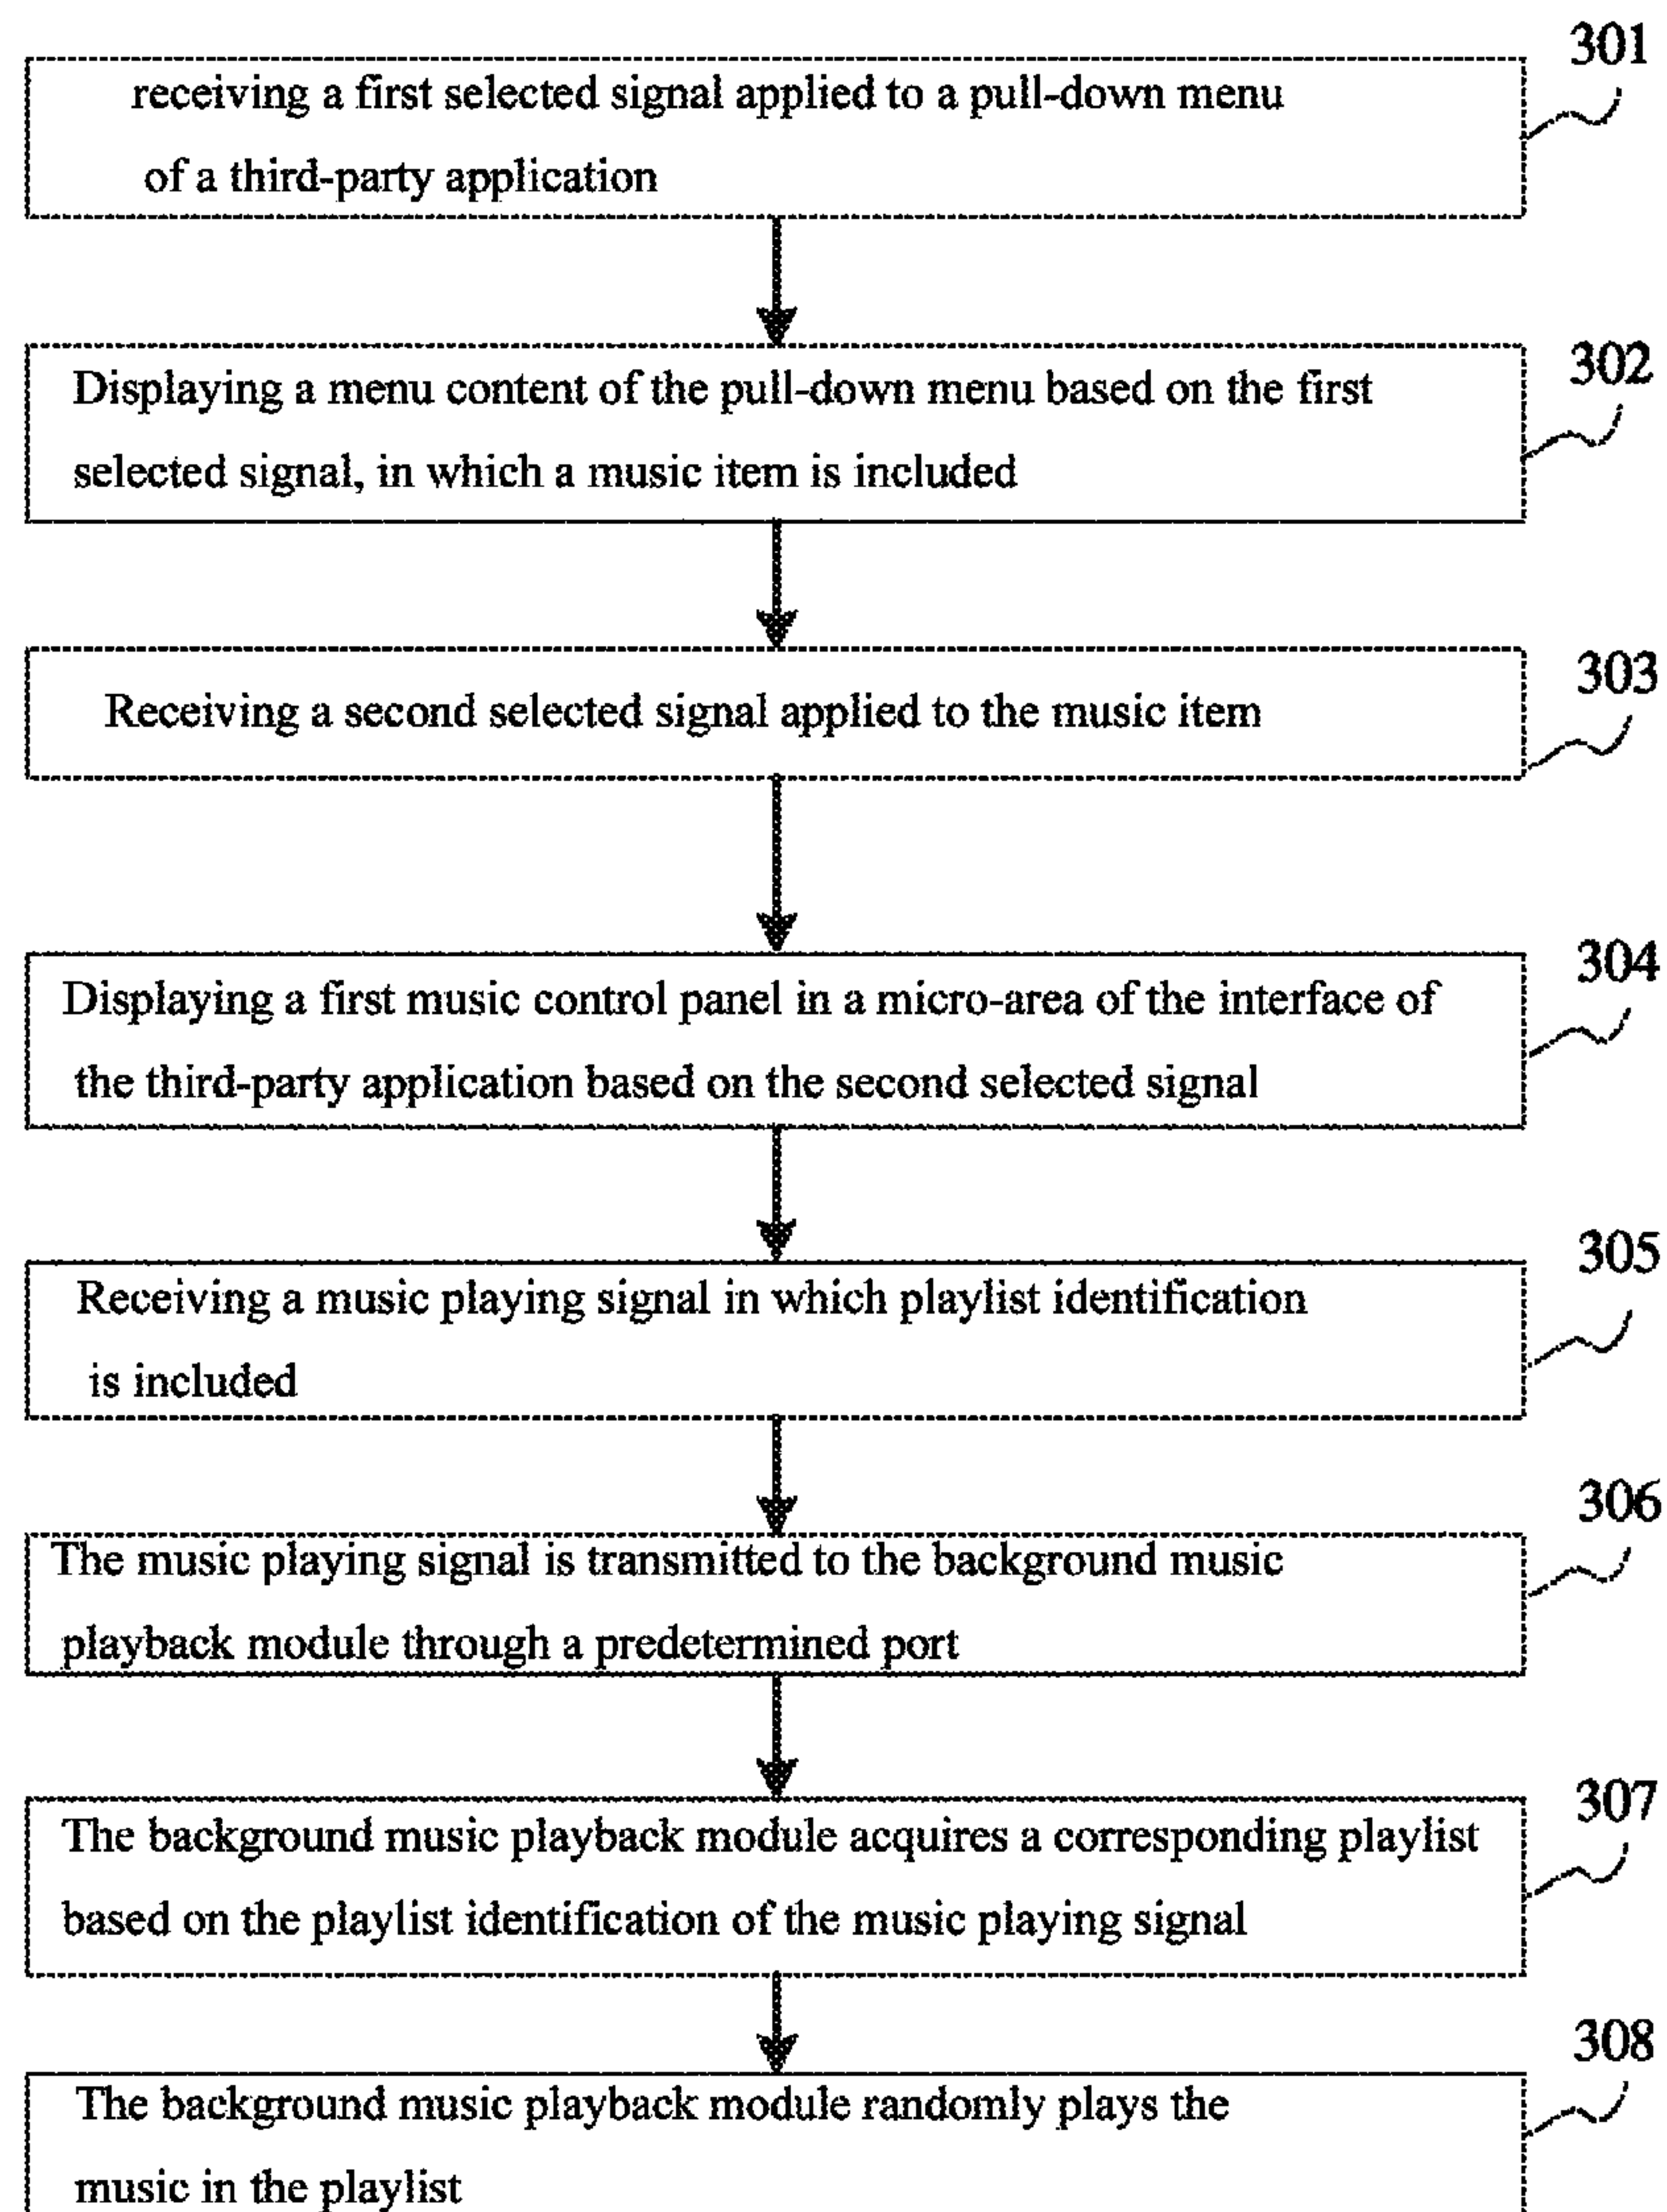 301
receiving a first selected signal applied to a pull-down menu
of a third-party application
302
Displaying a menu content of the pull-down menu based on the first
selected signal, in which a music item is included
303
Receiving a second selected signal applied to the music item
304
Displaying a first music control panel in a micro-area of the interface of
the third-party application based on the second selected signal
305
Receiving a music playing signal in which playlist identification
is included
306
The music playing signal is transmitted to the background music
playback module through a predetermined port
307
The background music playback module acquires a corresponding playlist
based on the playlist identification of the music playing signal
308
The background music playback module randomly plays the
music in the playlist